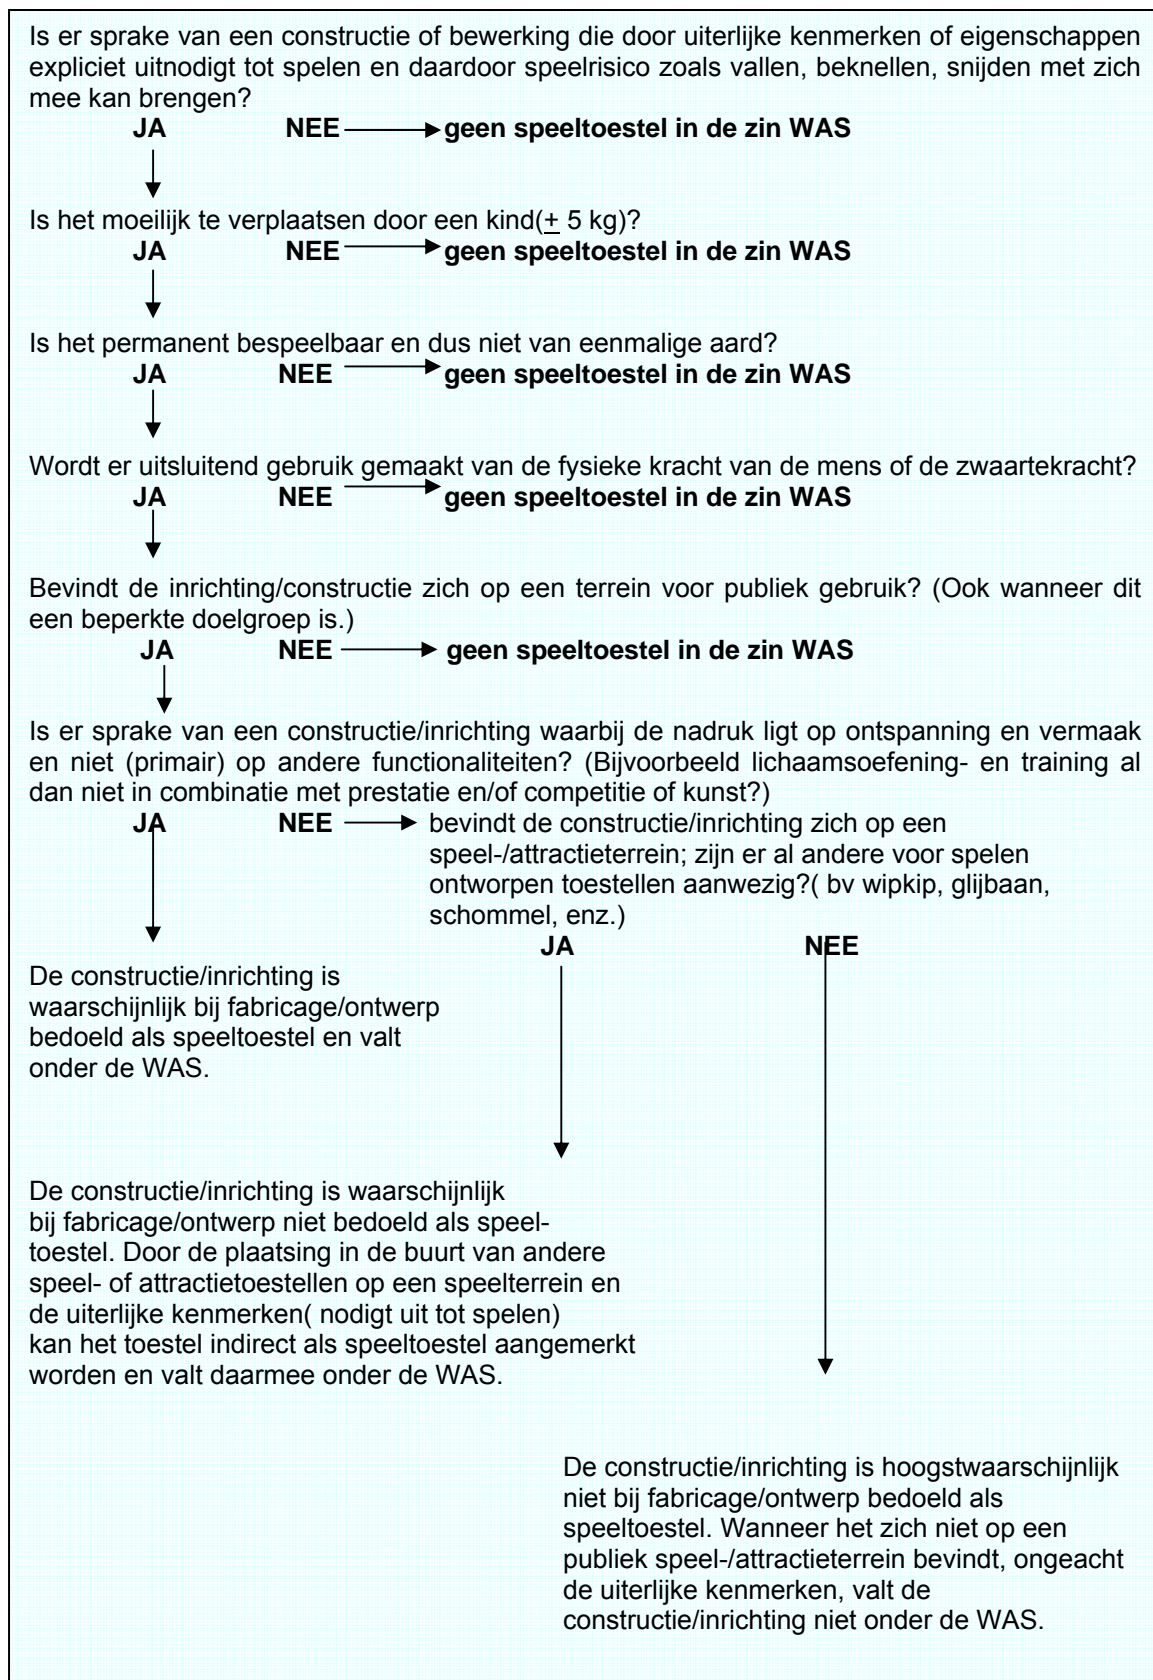 Is er sprake van een constructie of bewerking die door uiterlijke kenmerken of eigenschappen
expliciet uitnodigt tot spelen en daardoor speelrisico zoals vallen, beknellen, snijden met zich
mee kan brengen?
JA NEE geen speeltoestel in de zin WAS
Is het moeilijk te verplaatsen door een kind(± 5 kg)?
JA NEE geen speeltoestel in de zin WAS
Is het permanent bespeelbaar en dus niet van eenmalige aard?
JA NEE geen speeltoestel in de zin WAS
Wordt er uitsluitend gebruik gemaakt van de fysieke kracht van de mens of de zwaartekracht?
JA NEE geen speeltoestel in de zin WAS
Bevindt de inrichting/constructie zich op een terrein voor publiek gebruik? (Ook wanneer dit
een beperkte doelgroep is.)
JA NEE geen speeltoestel in de zin WAS
Is er sprake van een constructie/inrichting waarbij de nadruk ligt op ontspanning en vermaak
en niet (primair) op andere functionaliteiten? (Bijvoorbeeld lichaamsoefening- en training al
dan niet in combinatie met prestatie en/of competitie of kunst?)
JA NEE bevindt de constructie/inrichting zich op een
speel-/attractieterrein; zijn er al andere voor spelen
ontworpen toestellen aanwezig?( bv wipkip, glijbaan,
schommel, enz.)
JA NEE
De constructie/inrichting is
waarschijnlijk bij fabricage/ontwerp
bedoeld als speeltoestel en valt
onder de WAS.
De constructie/inrichting is waarschijnlijk
bij fabricage/ontwerp niet bedoeld als speel-
toestel. Door de plaatsing in de buurt van andere
speel- of attractietoestellen op een speelterrein en
de uiterlijke kenmerken( nodigt uit tot spelen)
kan het toestel indirect als speeltoestel aangemerkt
worden en valt daarmee onder de WAS.
De constructie/inrichting is hoogstwaarschijnlijk
niet bij fabricage/ontwerp bedoeld als
speeltoestel. Wanneer het zich niet op een
publiek speel-/attractieterrein bevindt, ongeacht
de uiterlijke kenmerken, valt de
constructie/inrichting niet onder de WAS.